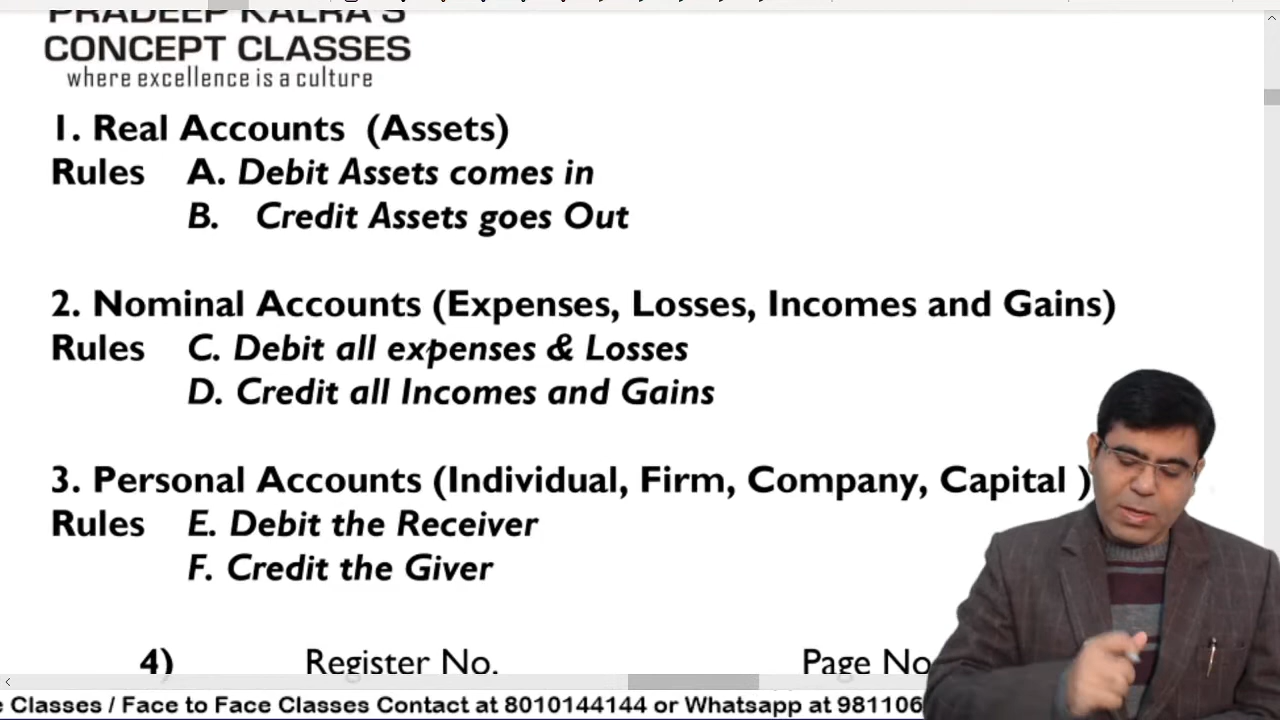 PRADEEP KALRA'S
CONCEPT CLASSES
where excellence is a culture
1. Real Accounts (Assets)
Rules A. Debit Assets comes in
B. Credit Assets goes Out
2. Nominal Accounts (Expenses, Losses, Incomes and Gains)
Rules C. Debit all expenses & Losses
D. Credit all Incomes and Gains
3. Personal Accounts (Individual, Firm, Company, Capital )
Rules E. Debit the Receiver
F. Credit the Giver
4) Register No. Page No
e Classes / Face to Face Classes Contact at 8010144144 or Whatsapp at 981106